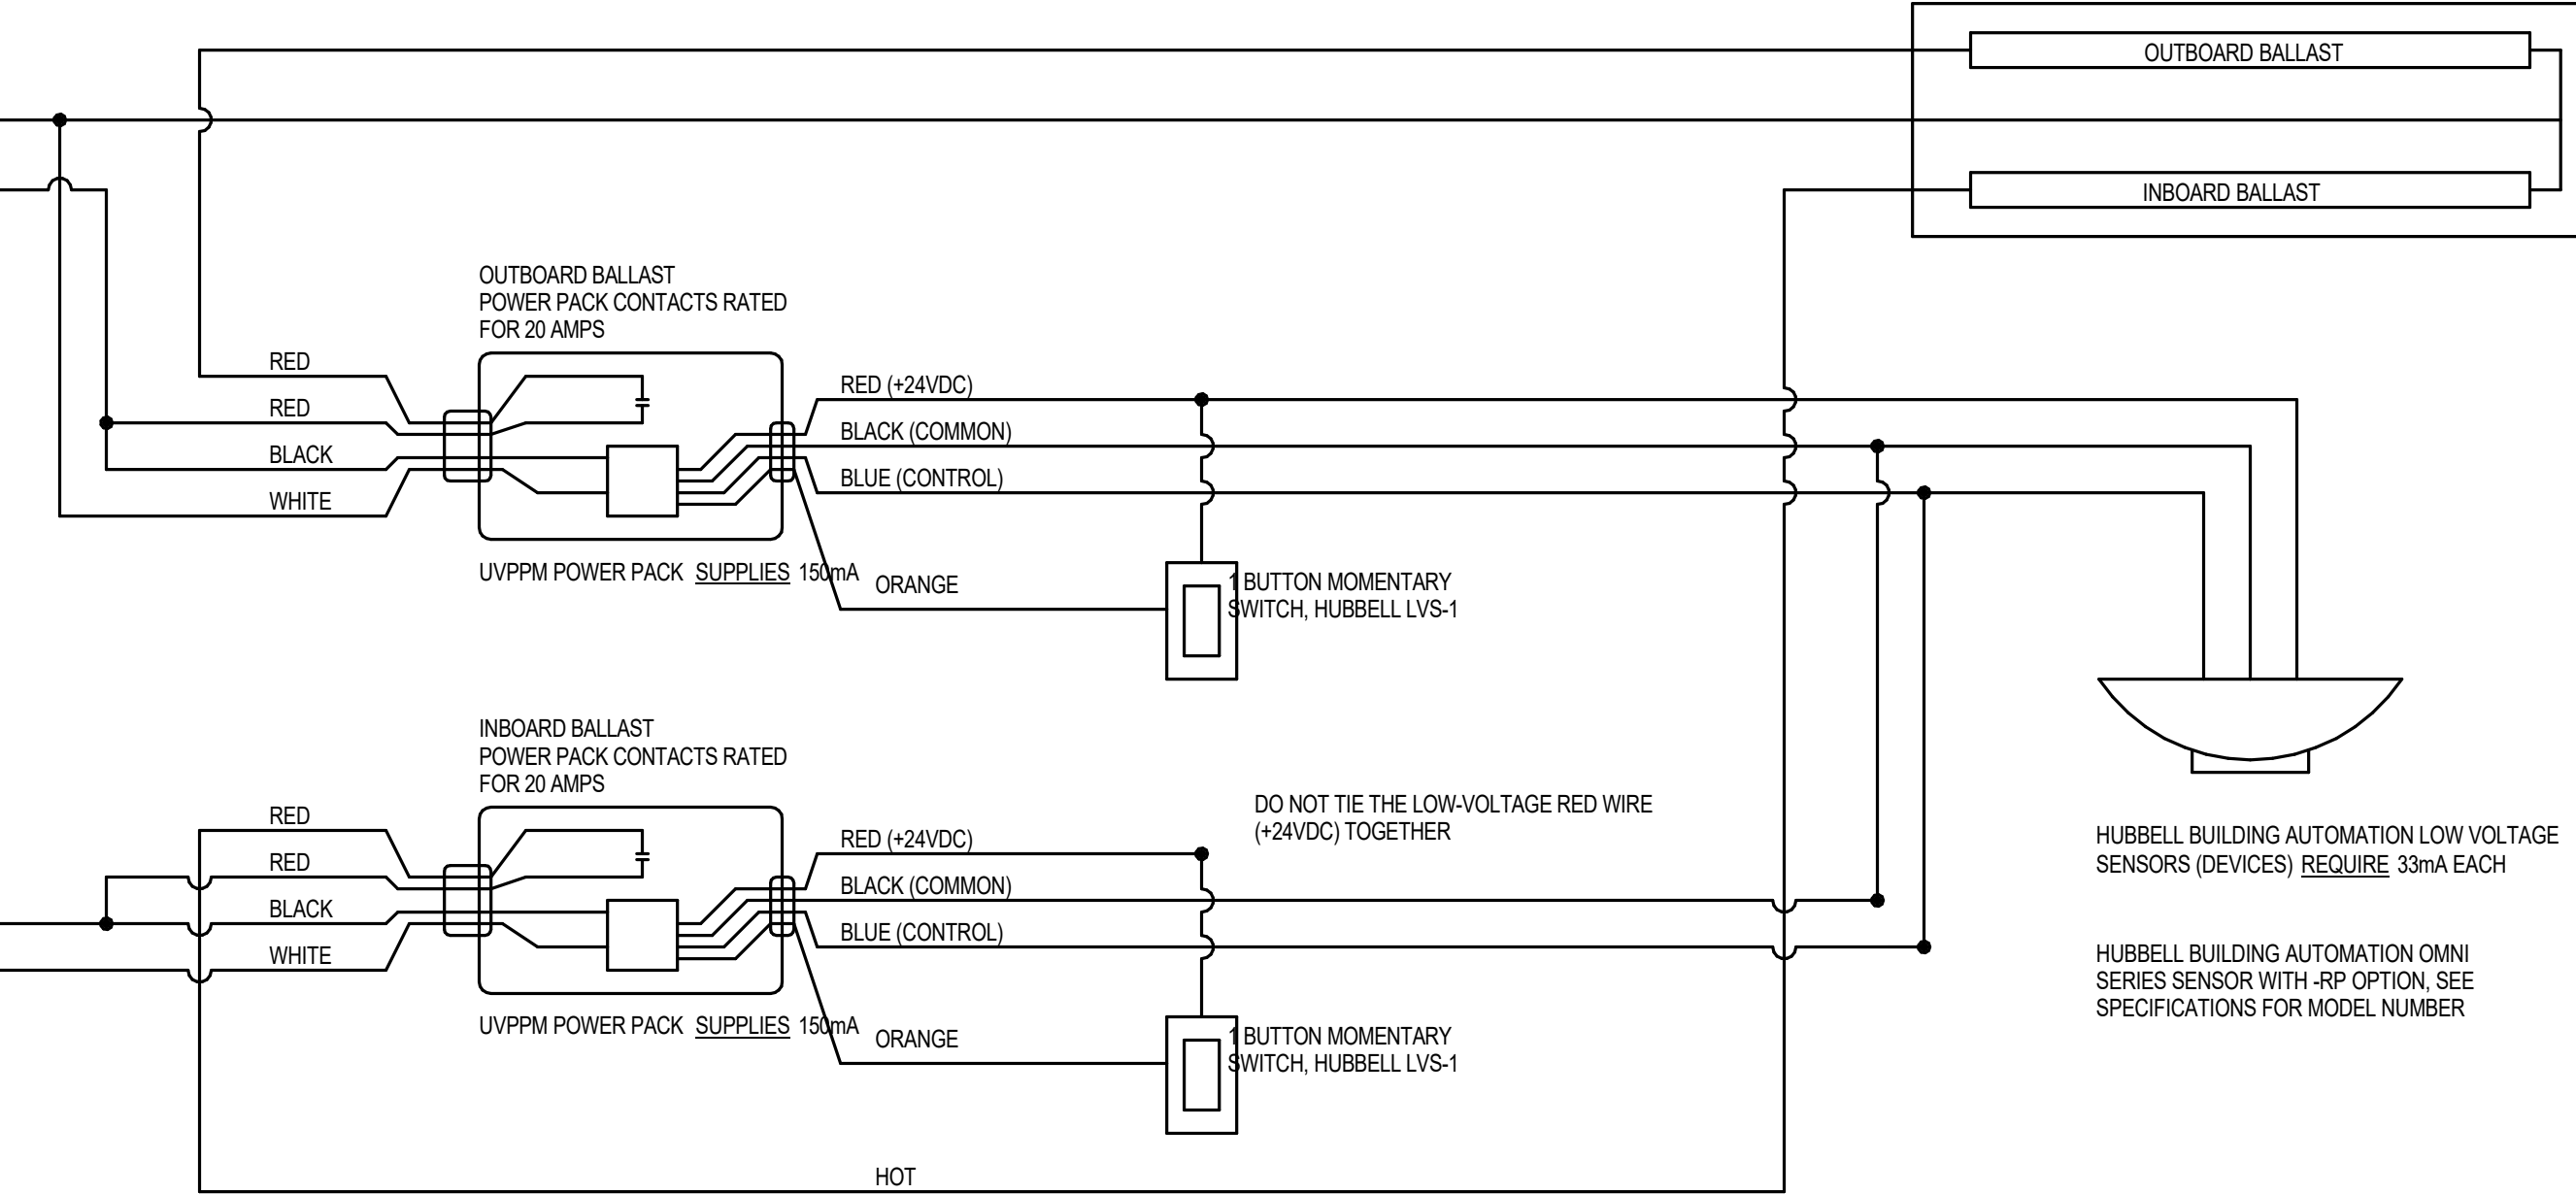 OUTBOARD BALLAST
INBOARD BALLAST
OUTBOARD BALLAST
POWER PACK CONTACTS RATED
FOR 20 AMPS
RED
RED
BLACK
WHITE
RED (+24VDC)
BLACK (COMMON)
BLUE (CONTROL)
UVPPM POWER PACK SUPPLIES 150mA
ORANGE
1 BUTTON MOMENTARY
SWITCH, HUBBELL LVS-1
INBOARD BALLAST
POWER PACK CONTACTS RATED
FOR 20 AMPS
RED
RED
BLACK
WHITE
RED (+24VDC)
BLACK (COMMON)
BLUE (CONTROL)
DO NOT TIE THE LOW-VOLTAGE RED WIRE
(+24VDC) TOGETHER
HUBBELL BUILDING AUTOMATION LOW VOLTAGE
SENSORS (DEVICES) REQUIRE 33mA EACH
HUBBELL BUILDING AUTOMATION OMNI
SERIES SENSOR WITH -RP OPTION, SEE
SPECIFICATIONS FOR MODEL NUMBER
UVPPM POWER PACK SUPPLIES 150mA
ORANGE
1 BUTTON MOMENTARY
SWITCH, HUBBELL LVS-1
HOT